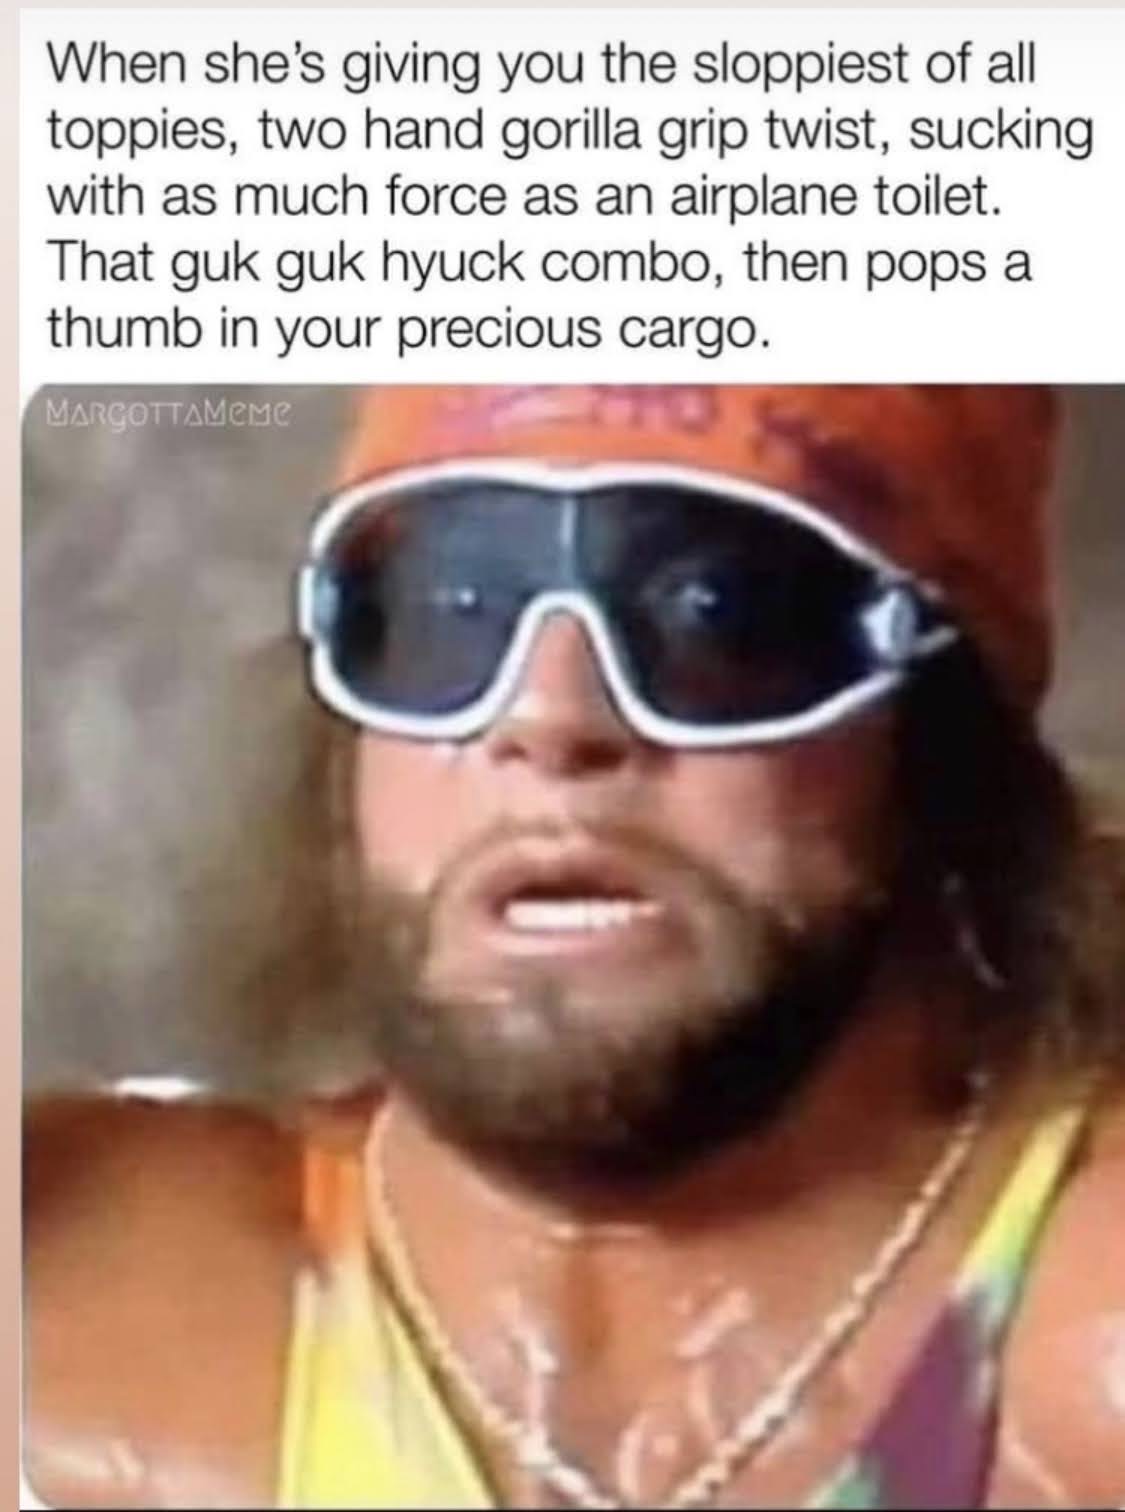 When she’s giving you the sloppiest of all
toppies, two hand gorilla grip twist, sucking
with as much force as an airplane toilet.
That guk guk hyuck combo, then pops a
thumb in your precious cargo.
MARGOTTAMEME